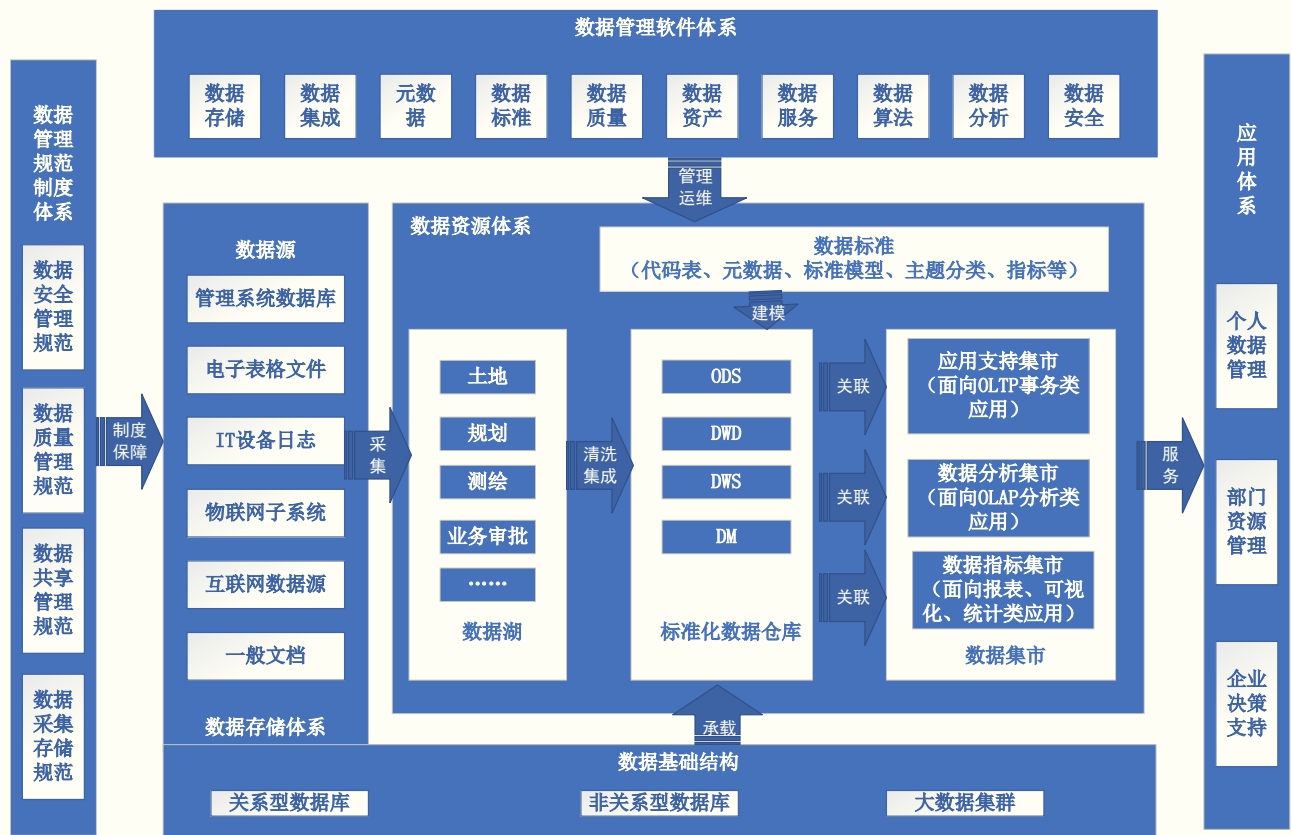 数据管理软件体系
数据
存储
数据
集成
元数
据
数据
标准
数据
质量
数据
资产
数据
服务
数据
算法
数据
分析
数据
安全
管理
运维
数据
管理
规范
制度
体系
数据
安全
管理
规范
数据
质量
管理
规范
数据
共享
管理
规范
数据
采集
存储
规范
制度
保障
数据源
管理系统数据库
电子表格文件
IT设备日志
物联网子系统
互联网数据源
一般文档
数据存储体系
采
集
数据资源体系
数据标准
（代码表、元数据、标准模型、主题分类、指标等）
建模
土地
规划
测绘
业务审批
……
数据湖
清洗
集成
ODS
DWD
DWS
DM
标准化数据仓库
关联
关联
关联
应用支持集市
（面向OLTP事务类
应用）
数据分析集市
（面向OLAP分析类
应用）
数据指标集市
（面向报表、可视
化、统计类应用）
数据集市
承载
数据基础结构
关系型数据库
非关系型数据库
大数据集群
服
务
应
用
体
系
个人
数据
管理
部门
资源
管理
企业
决策
支持